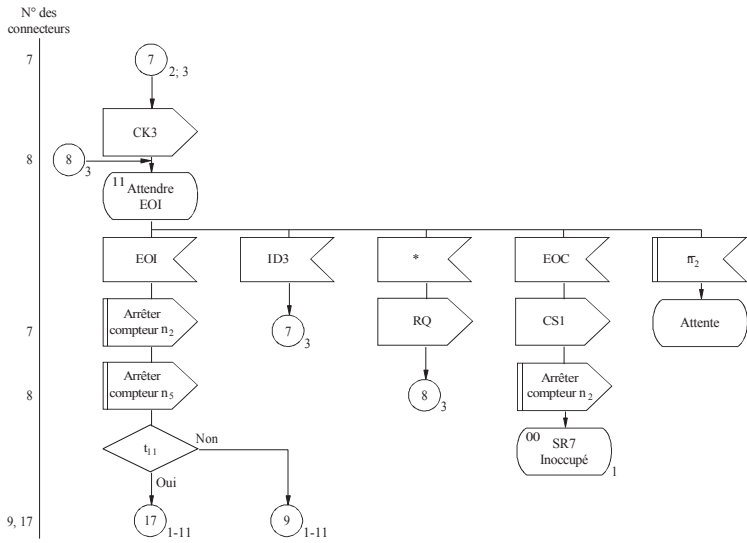 N° des
connecteurs
7
7
2; 3
CK3
8
8
3
11
Attendre
EOI
EOI
ID3
*
EOC
π̅2
7
Arrêter
compteur n2
7
3
RQ
CS1
Attente
8
Arrêter
compteur n5
8
3
Arrêter
compteur n2
t11
Non
Oui
00
SR7
Inoccupé
1
9, 17
17
1-11
9
1-11